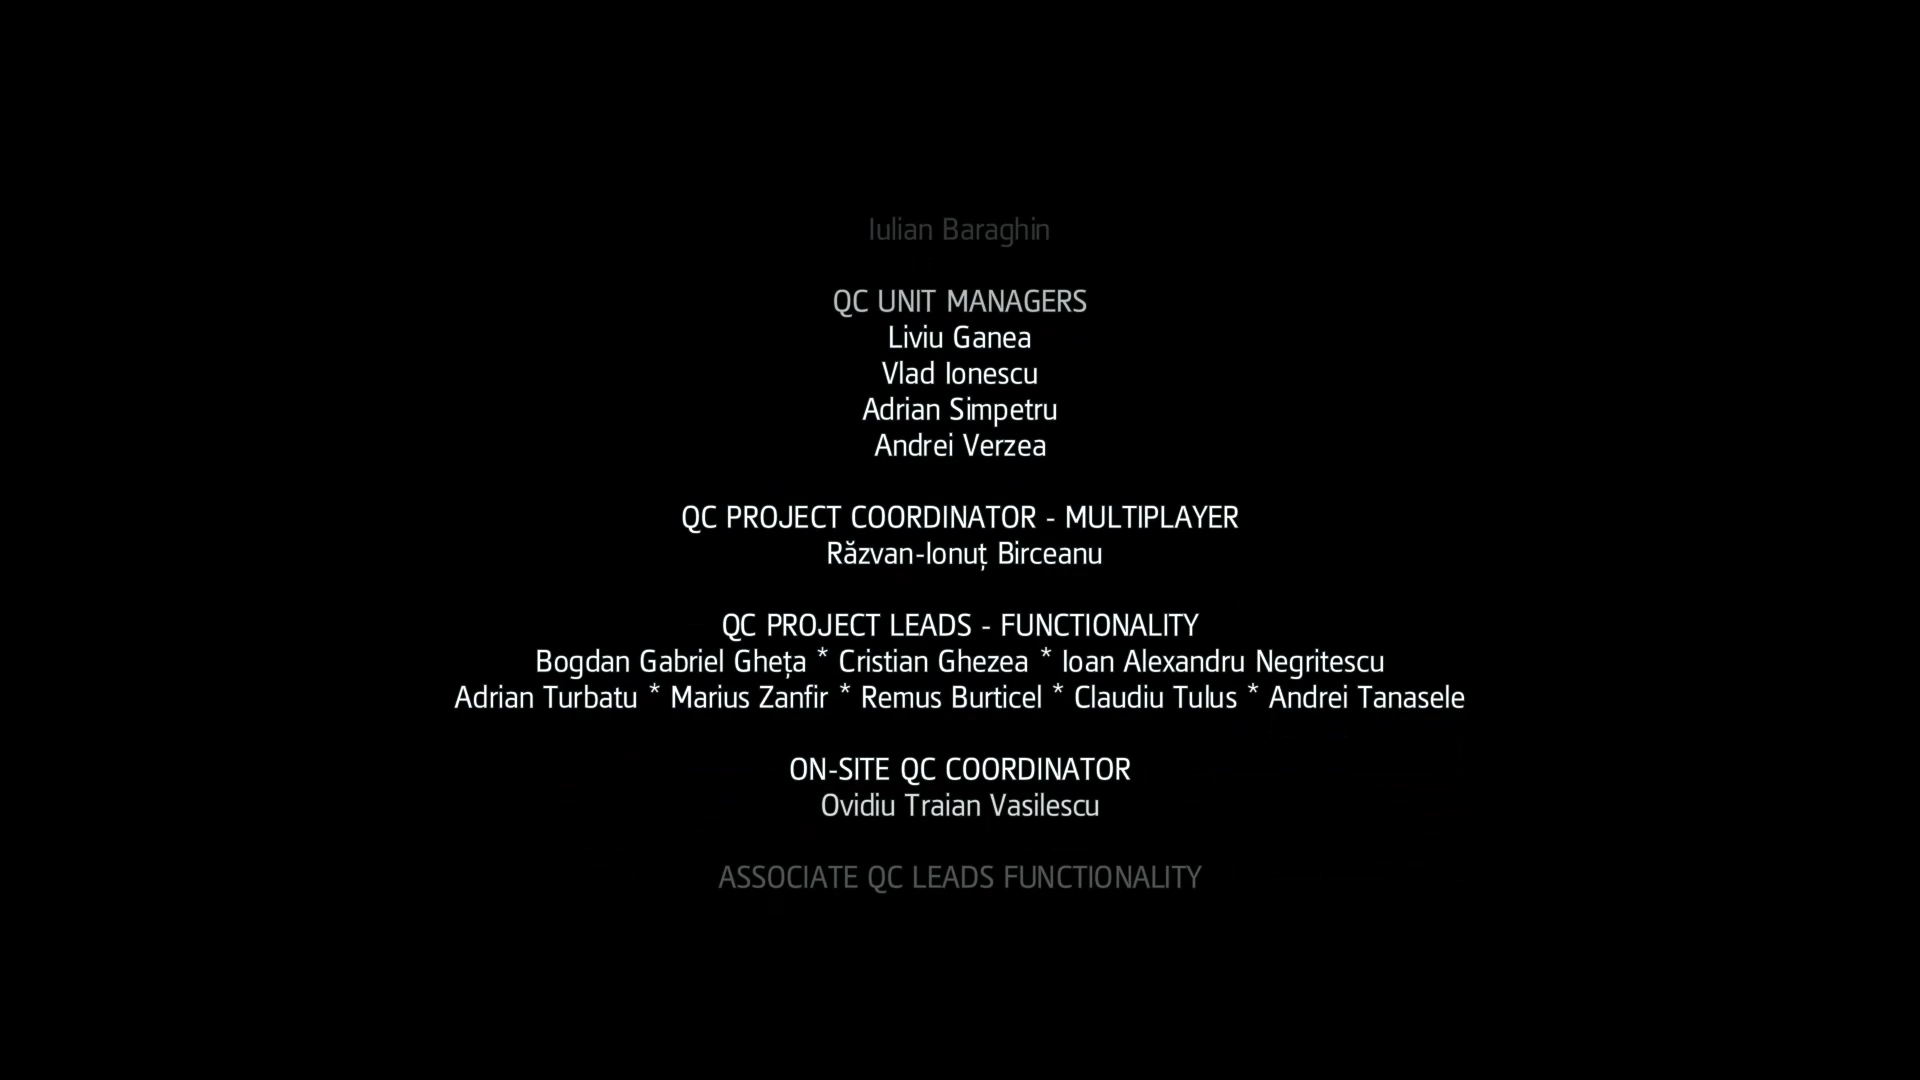 Iulian Baraghin
QC UNIT MANAGERS
Liviu Ganea
Vlad Ionescu
Adrian Simpetru
Andrei Verzea
QC PROJECT COORDINATOR - MULTIPLAYER
Răzvan-Ionuț Birceanu
QC PROJECT LEADS - FUNCTIONALITY
Bogdan Gabriel Gheța * Cristian Ghezea * Ioan Alexandru Negritescu
Adrian Turbatu * Marius Zanfir * Remus Burticel * Claudiu Tulus * Andrei Tanasele
ON-SITE QC COORDINATOR
Ovidiu Traian Vasilescu
ASSOCIATE QC LEADS FUNCTIONALITY